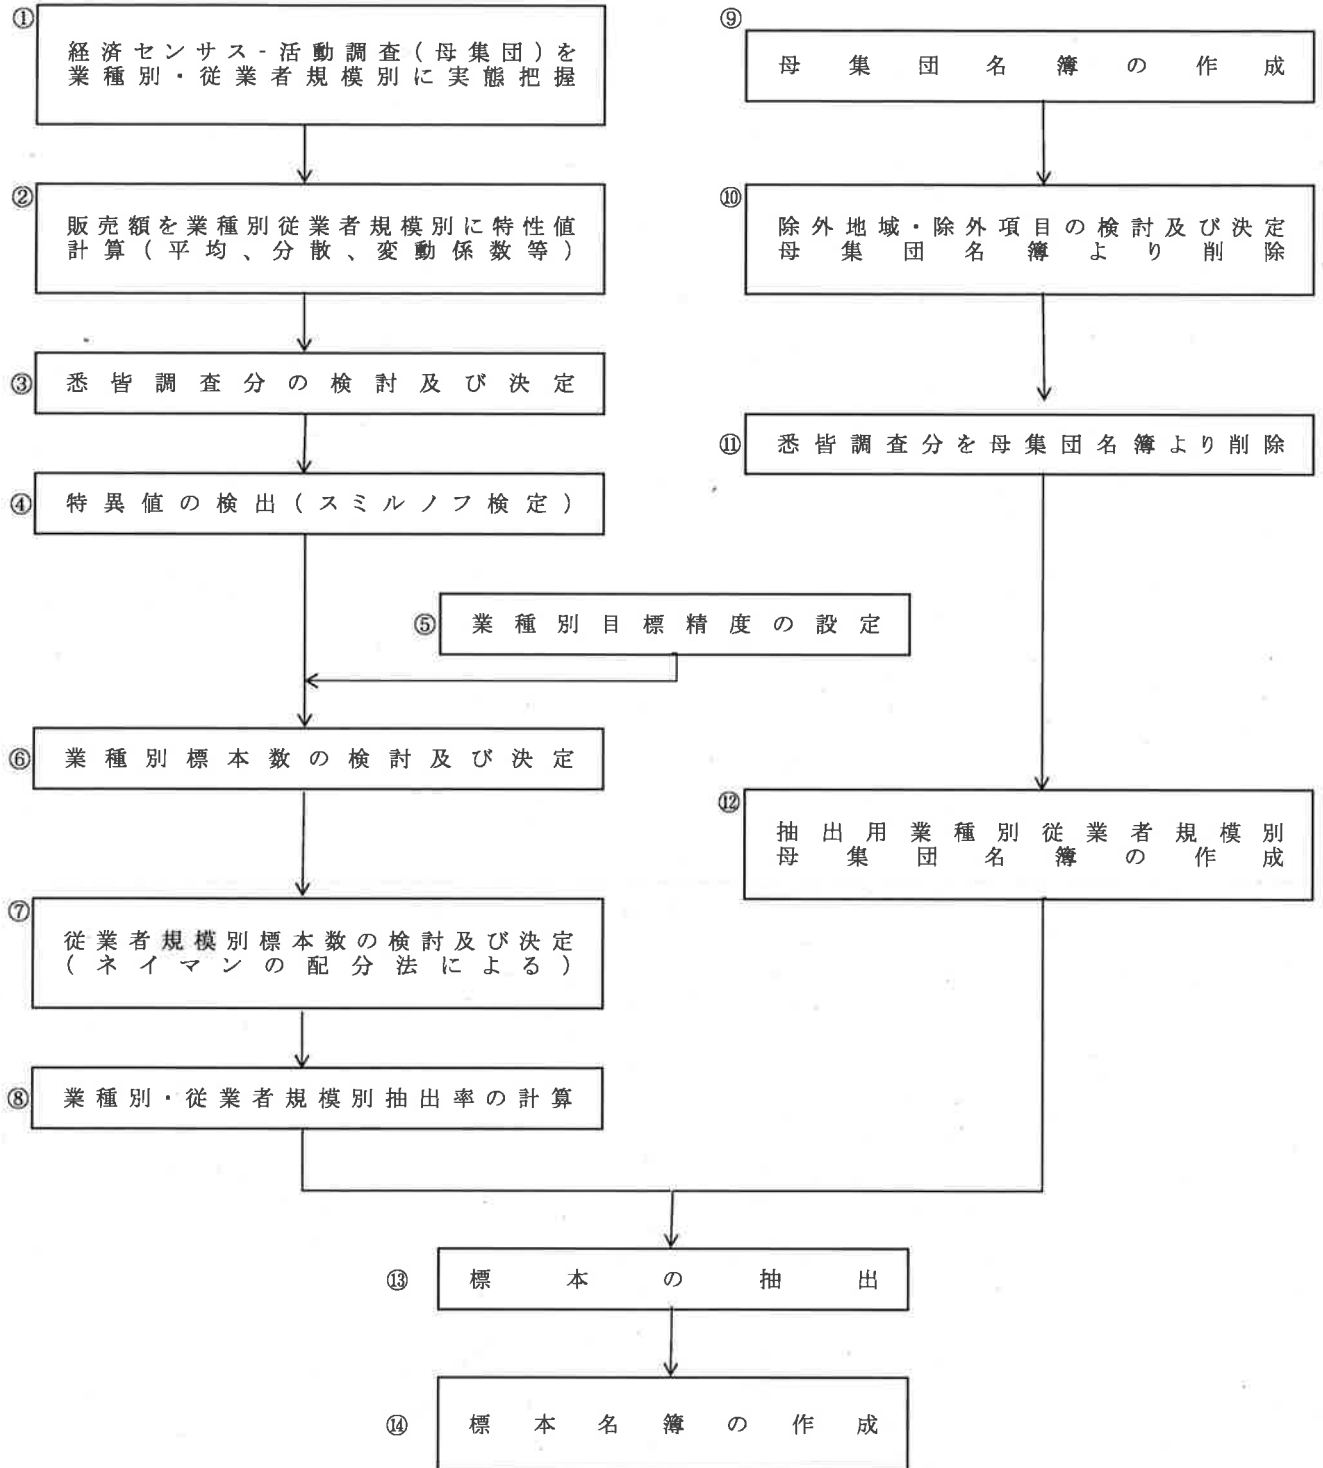 ①
経済センサス-活動調査(母集団)を
業種別・従業者規模別に実態把握
②
販売額を業種別従業者規模別に特性値
計算(平均、分散、変動係数等)
③
悉皆調査分の検討及び決定
④
特異値の検出(スミルノフ検定)
⑤
業種別目標精度の設定
⑥
業種別標本数の検討及び決定
⑦
従業者規模別標本数の検討及び決定
(ネイマンの配分法による)
⑧
業種別・従業者規模別抽出率の計算
⑨
母集団名簿の作成
⑩
除外地域・除外項目の検討及び決定
母集団名簿より削除
⑪
悉皆調査分を母集団名簿より削除
⑫
抽出用業種別従業者規模別
母集団名簿の作成
⑬
標本の抽出
⑭
標本名簿の作成